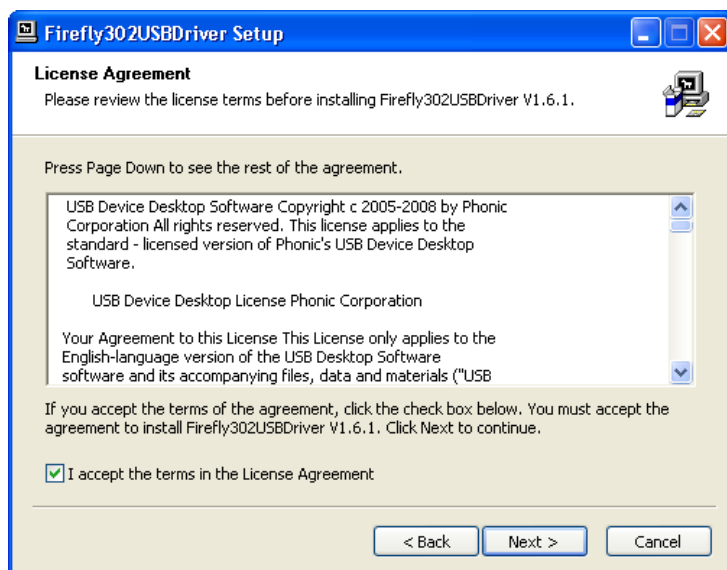 Firefly302USBDriver Setup
License Agreement
Please review the license terms before installing Firefly302USBDriver V1.6.1.
Press Page Down to see the rest of the agreement.
USB Device Desktop Software Copyright c 2005-2008 by Phonic
Corporation All rights reserved. This license applies to the
standard - licensed version of Phonic's USB Device Desktop
Software.
USB Device Desktop License Phonic Corporation
Your Agreement to this License This License only applies to the
English-language version of the USB Desktop Software
software and its accompanying files, data and materials ("USB
If you accept the terms of the agreement, click the check box below. You must accept the
agreement to install Firefly302USBDriver V1.6.1. Click Next to continue.
I accept the terms in the License Agreement
< Back Next > Cancel